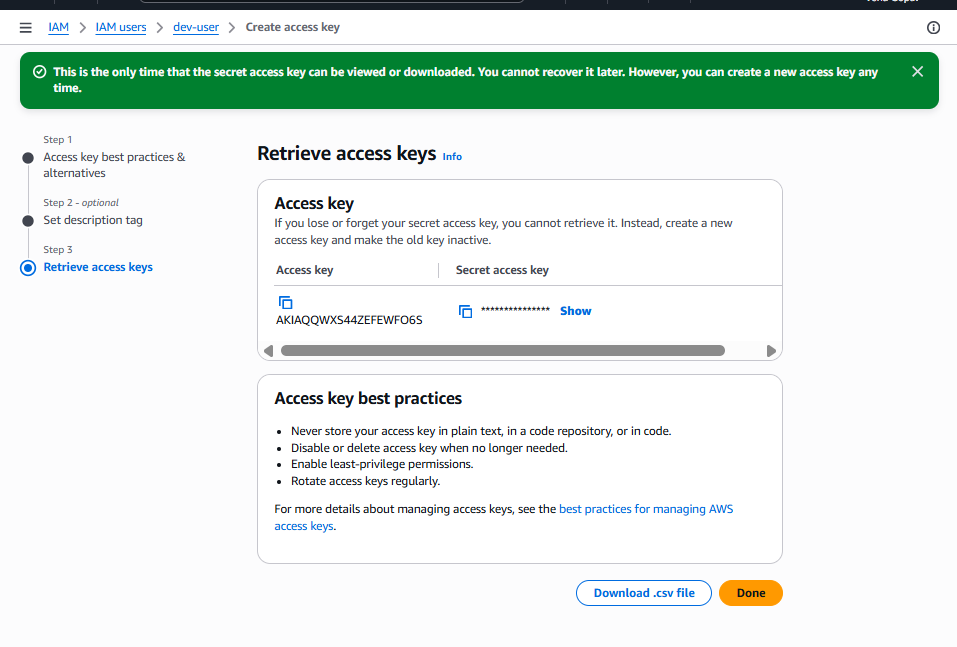 IAM > IAM users > dev-user > Create access key
This is the only time that the secret access key can be viewed or downloaded. You cannot recover it later. However, you can create a new access key any
time.
Step 1
Access key best practices &
alternatives
Step 2 - optional
Set description tag
Step 3
Retrieve access keys
Retrieve access keys Info
Access key
If you lose or forget your secret access key, you cannot retrieve it. Instead, create a new
access key and make the old key inactive.
Access key Secret access key
AKIAQQWXS44ZEFEWFO6S
*************** Show
Access key best practices
• Never store your access key in plain text, in a code repository, or in code.
• Disable or delete access key when no longer needed.
• Enable least-privilege permissions.
• Rotate access keys regularly.
For more details about managing access keys, see the best practices for managing AWS
access keys.
Download .csv file Done